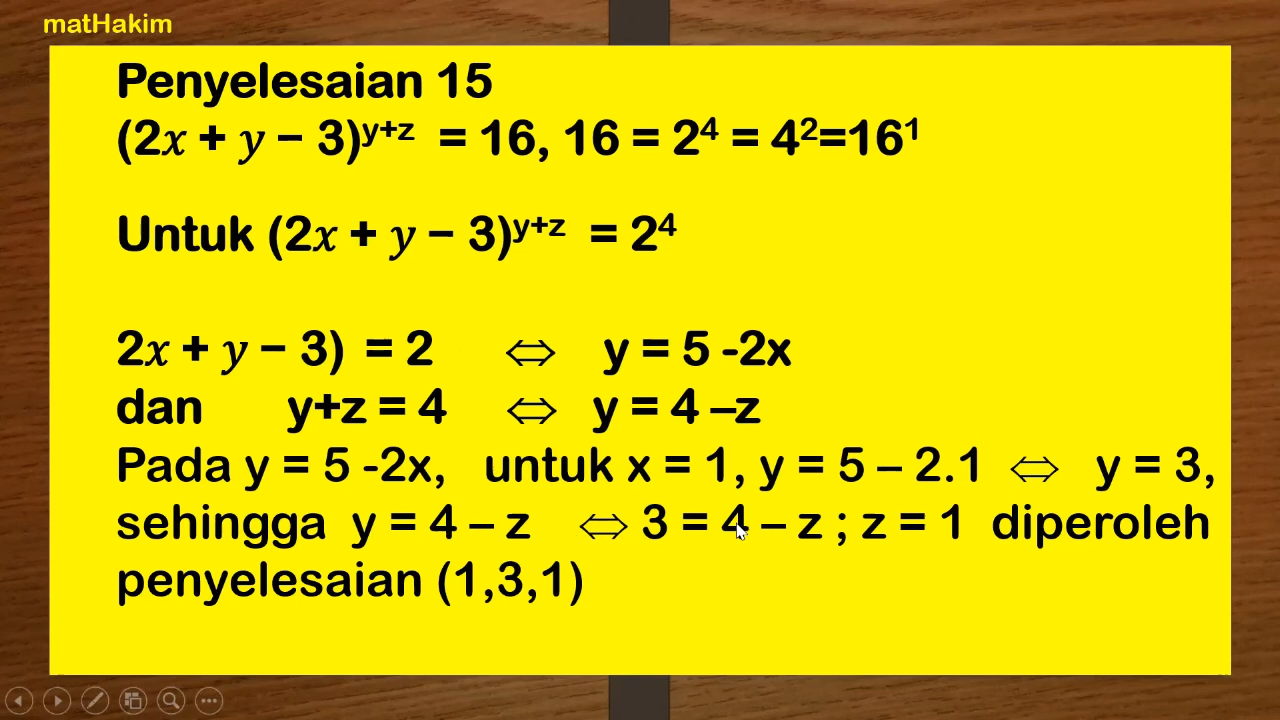 matHakim
Penyelesaian 15
(2x + y − 3)ʸ⁺ᶻ = 16, 16 = 2⁴ = 4²=16¹
Untuk (2x + y − 3)ʸ⁺ᶻ = 2⁴
2x + y − 3) = 2 ⇔ y = 5 -2x
dan y+z = 4 ⇔ y = 4 –z
Pada y = 5 -2x, untuk x = 1, y = 5 – 2.1 ⇔ y = 3,
sehingga y = 4 – z ⇔ 3 = 4 – z ; z = 1 diperoleh
penyelesaian (1,3,1)